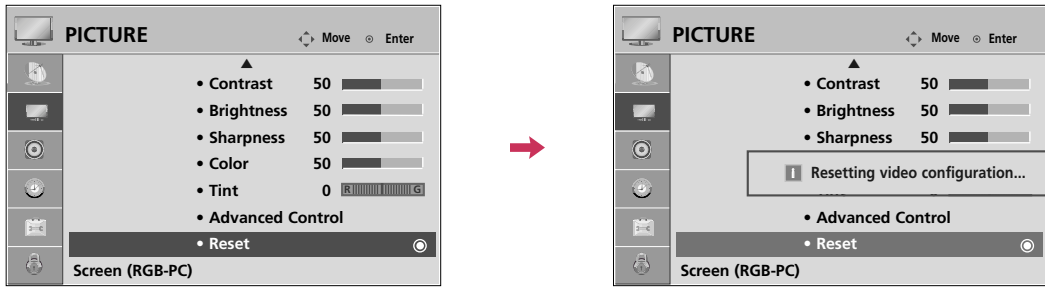 PICTURE
Move
Enter
• Contrast 50
• Brightness 50
• Sharpness 50
• Color 50
• Tint 0 R G
• Advanced Control
• Reset
Screen (RGB-PC)
PICTURE
Move
Enter
• Contrast 50
• Brightness 50
• Sharpness 50
Resetting video configuration...
• Advanced Control
• Reset
Screen (RGB-PC)